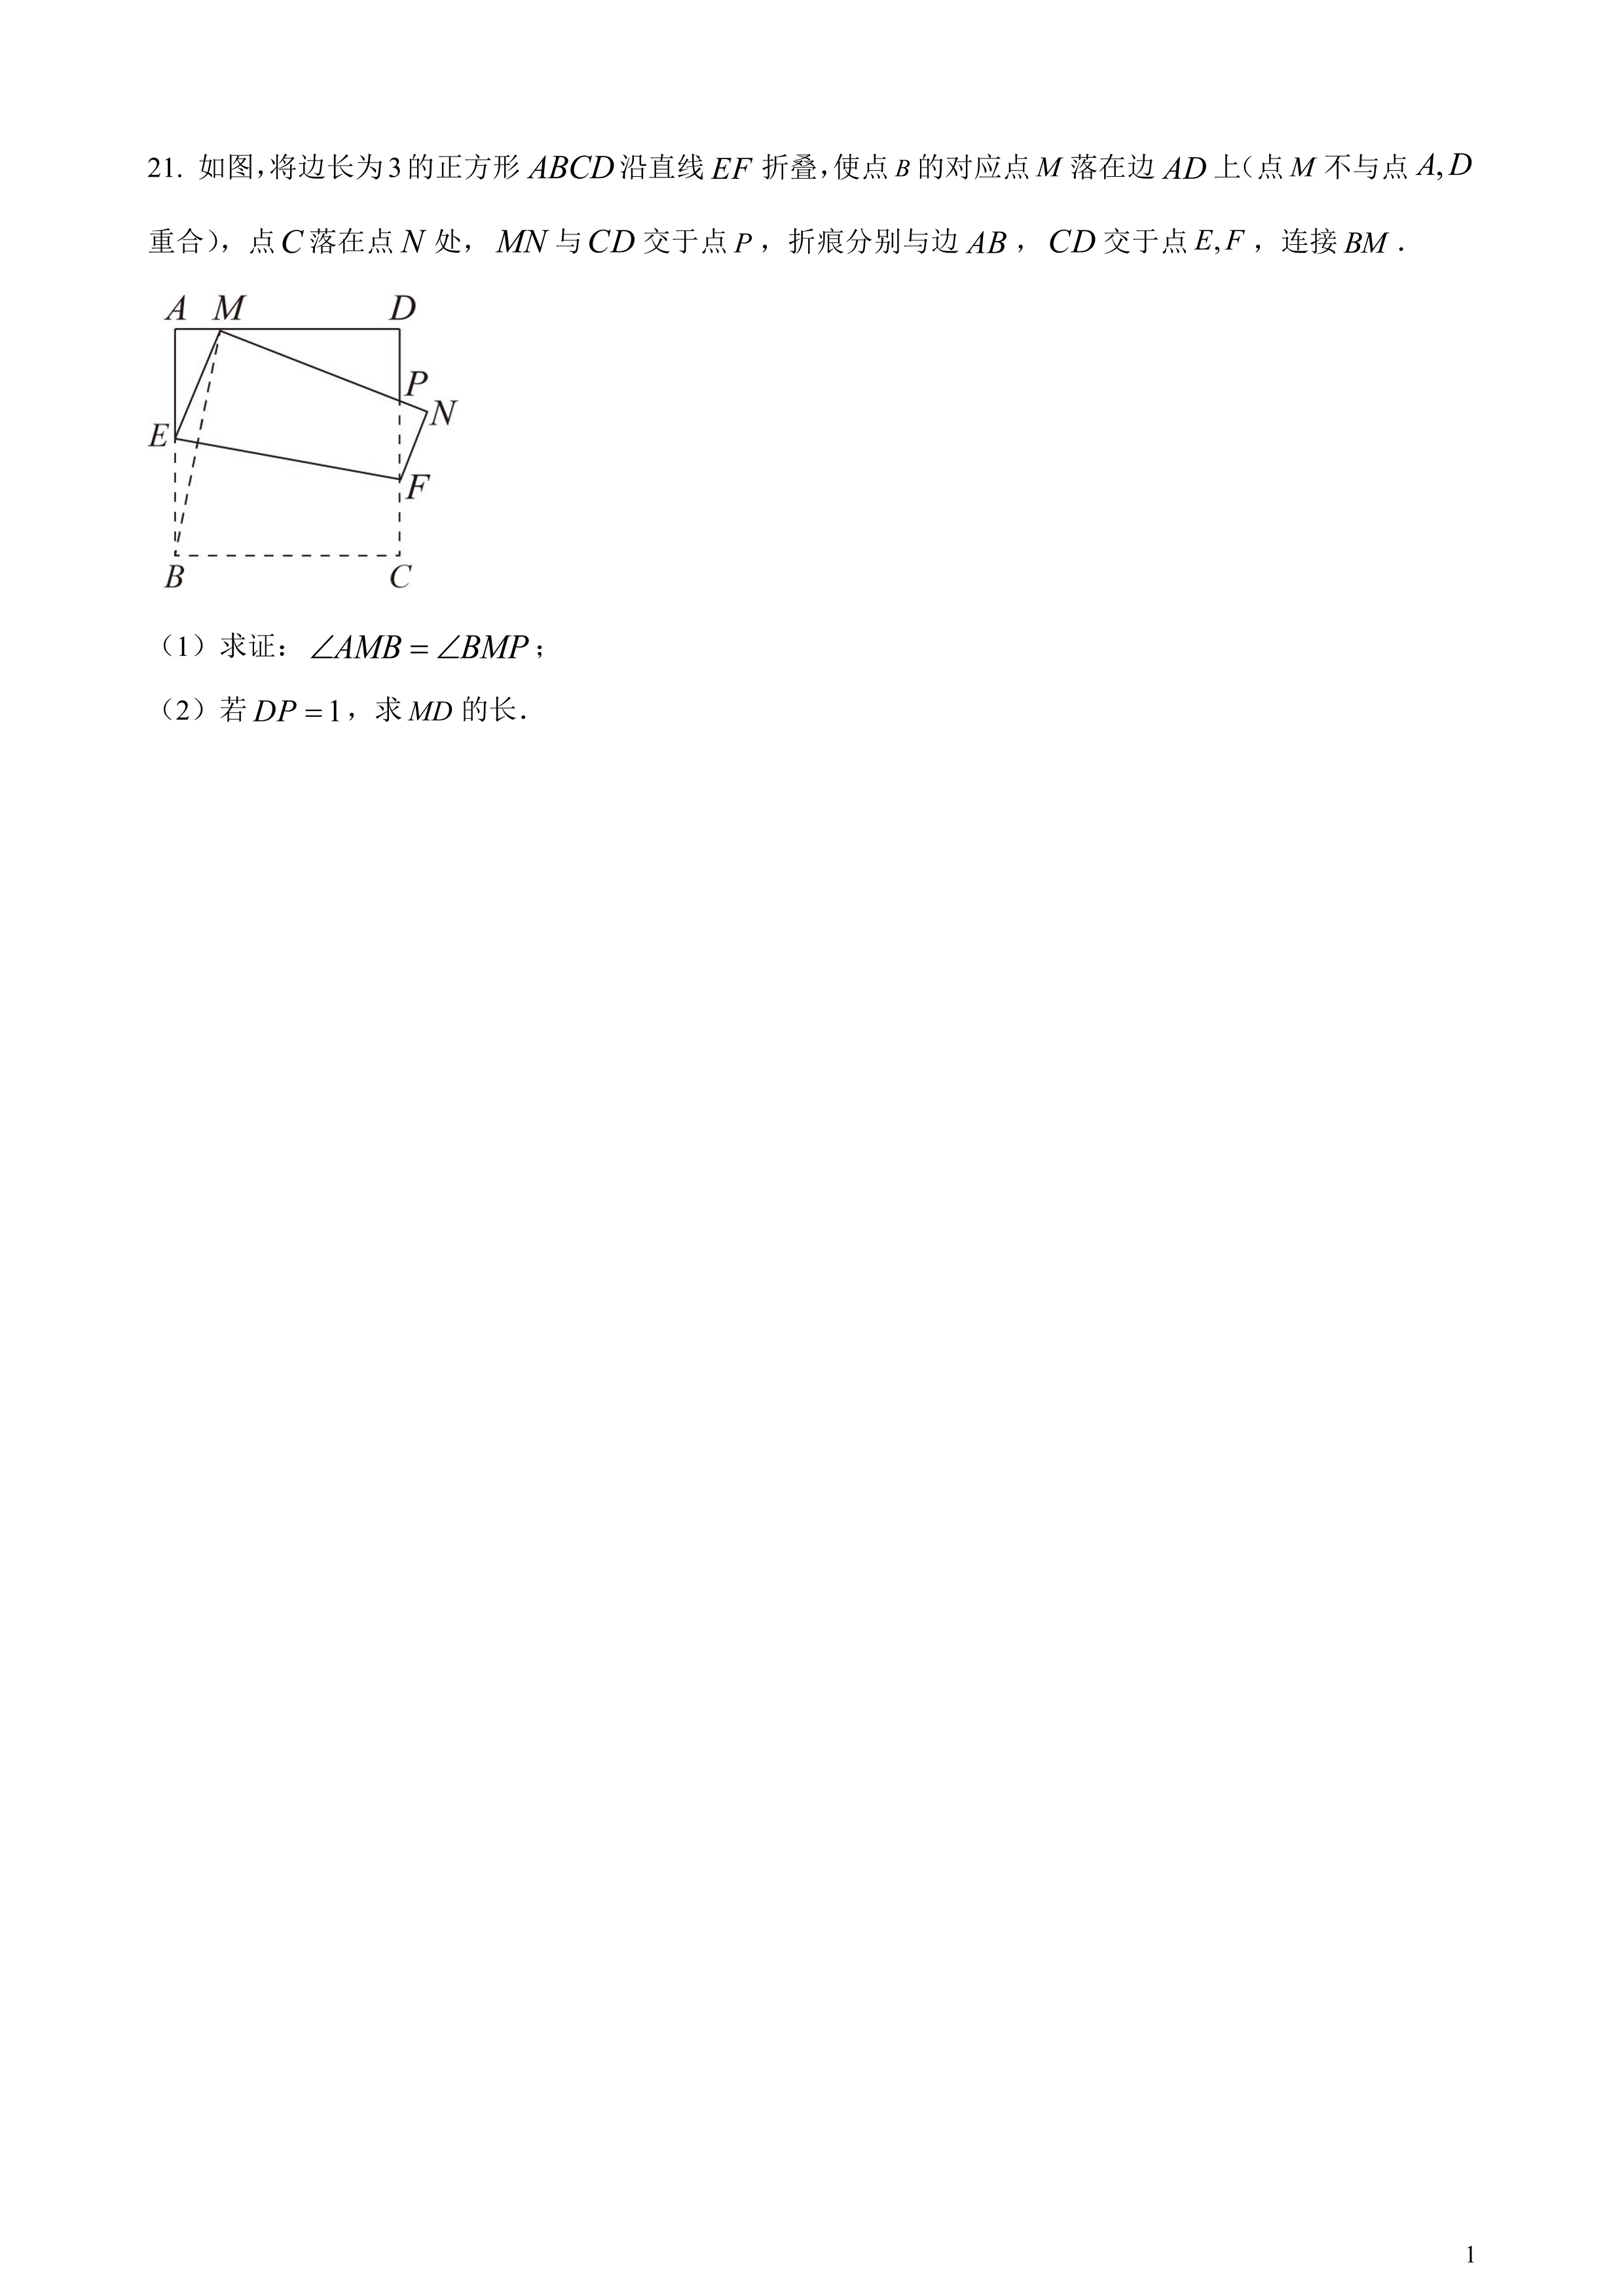 21. 如图,将边长为3的正方形ABCD沿直线EF折叠,使点B的对应点M落在边AD上(点M不与点A,D
重合),点C落在点N处,MN与CD交于点P,折痕分别与边AB,CD交于点E,F,连接BM.
A M D
P
N
E
F
B C
(1)求证:∠AMB=∠BMP;
(2)若DP=1,求MD的长.
1